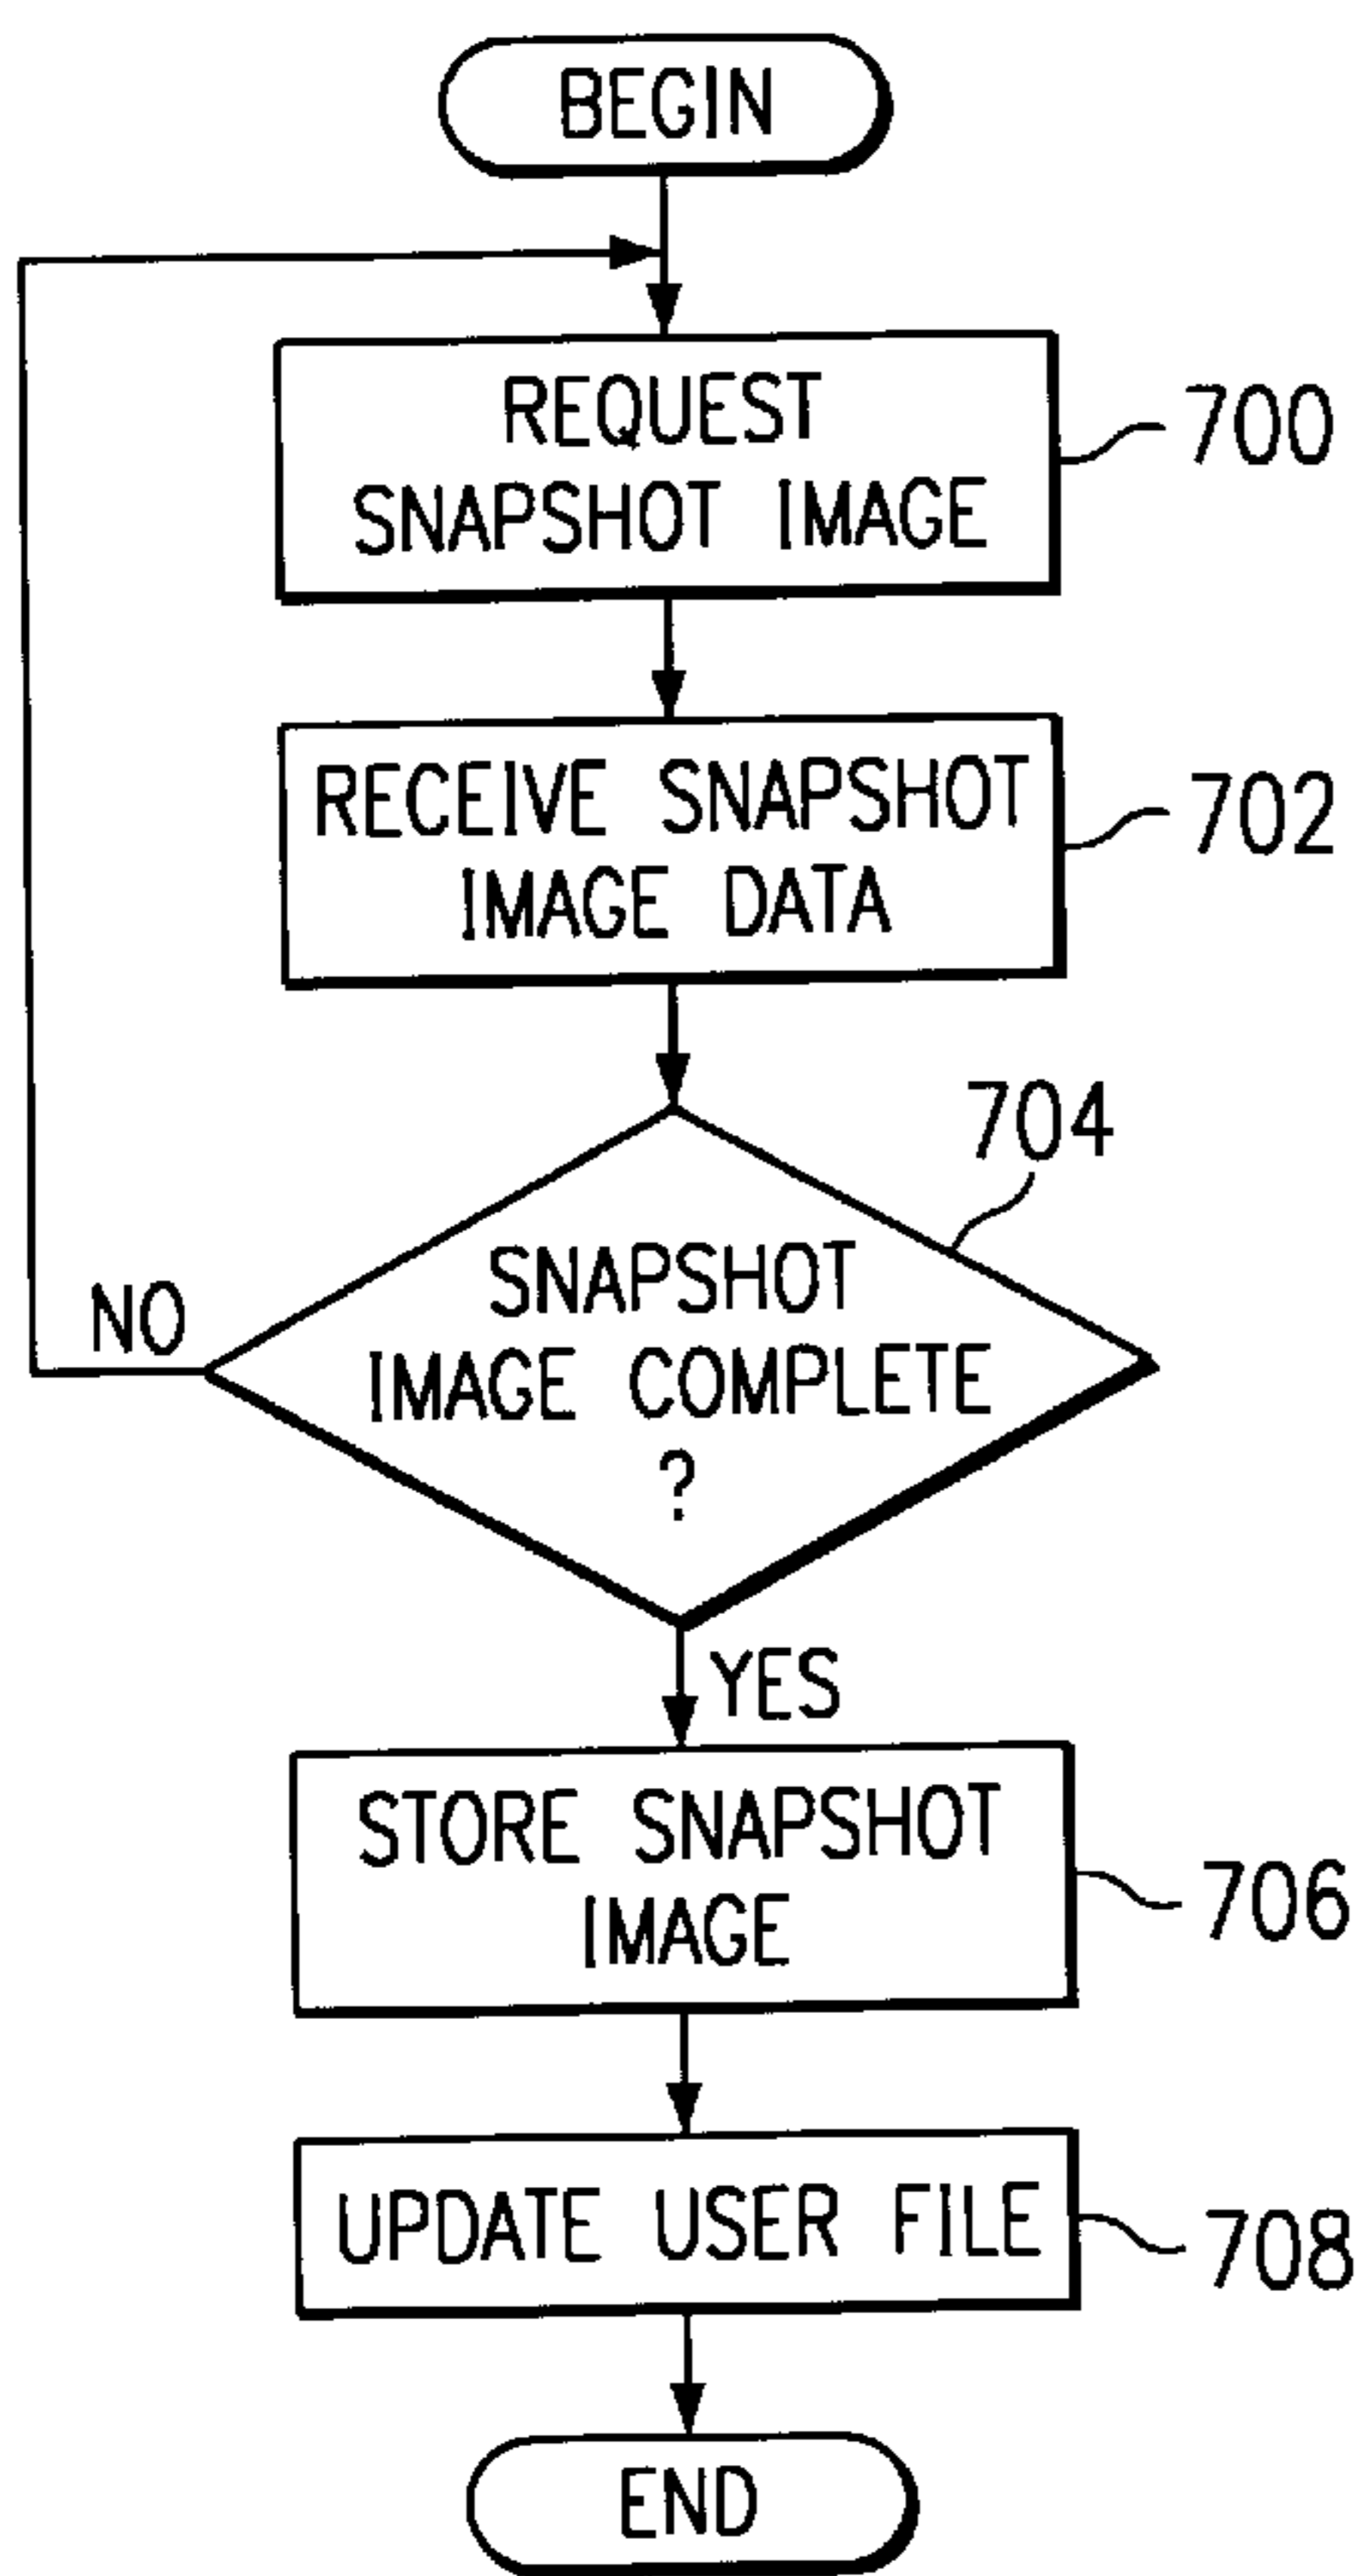 BEGIN
REQUEST
SNAPSHOT IMAGE
700
RECEIVE SNAPSHOT
IMAGE DATA
702
704
SNAPSHOT
IMAGE COMPLETE
?
NO
YES
STORE SNAPSHOT
IMAGE
706
UPDATE USER FILE
708
END